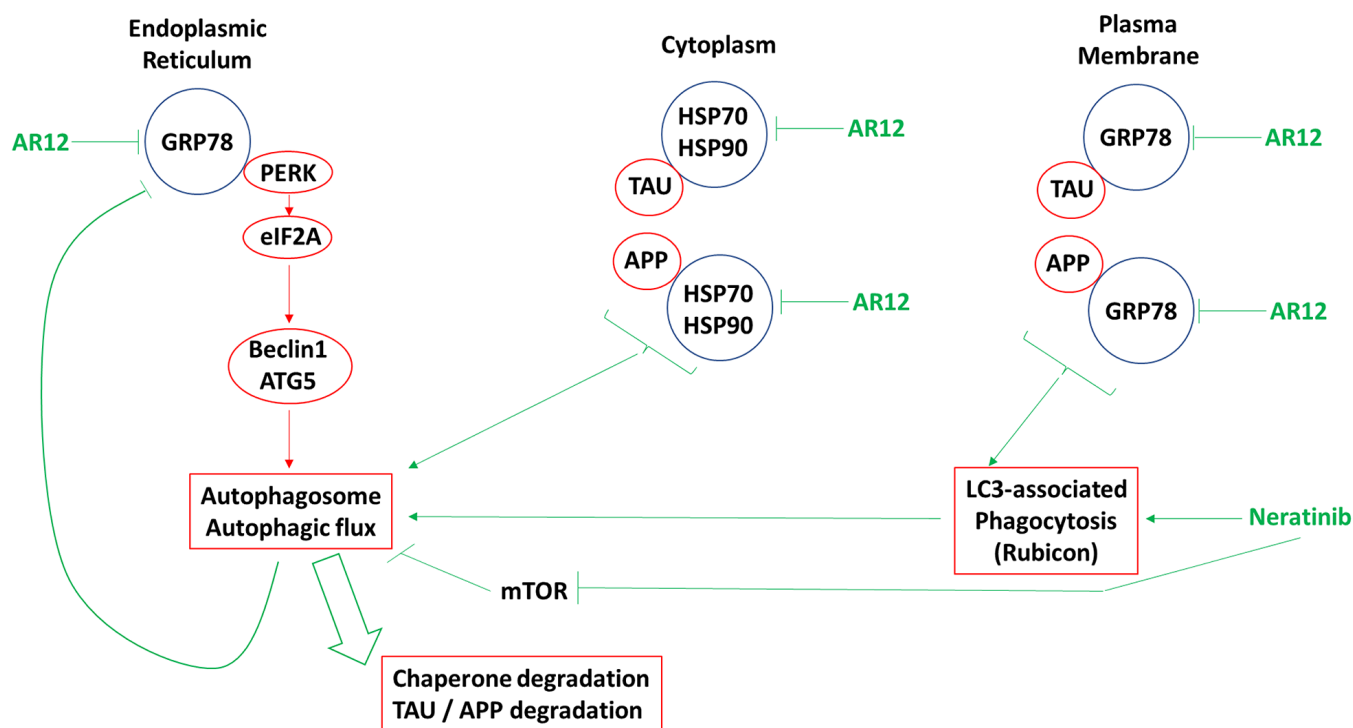 Endoplasmic
Reticulum
Cytoplasm
Plasma
Membrane
AR12
GRP78
PERK
eIF2A
Beclin1
ATG5
HSP70
HSP90
AR12
TAU
APP
HSP70
HSP90
AR12
GRP78
AR12
TAU
APP
GRP78
AR12
Autophagosome
Autophagic flux
LC3-associated
Phagocytosis
(Rubicon)
Neratinib
mTOR
Chaperone degradation
TAU / APP degradation